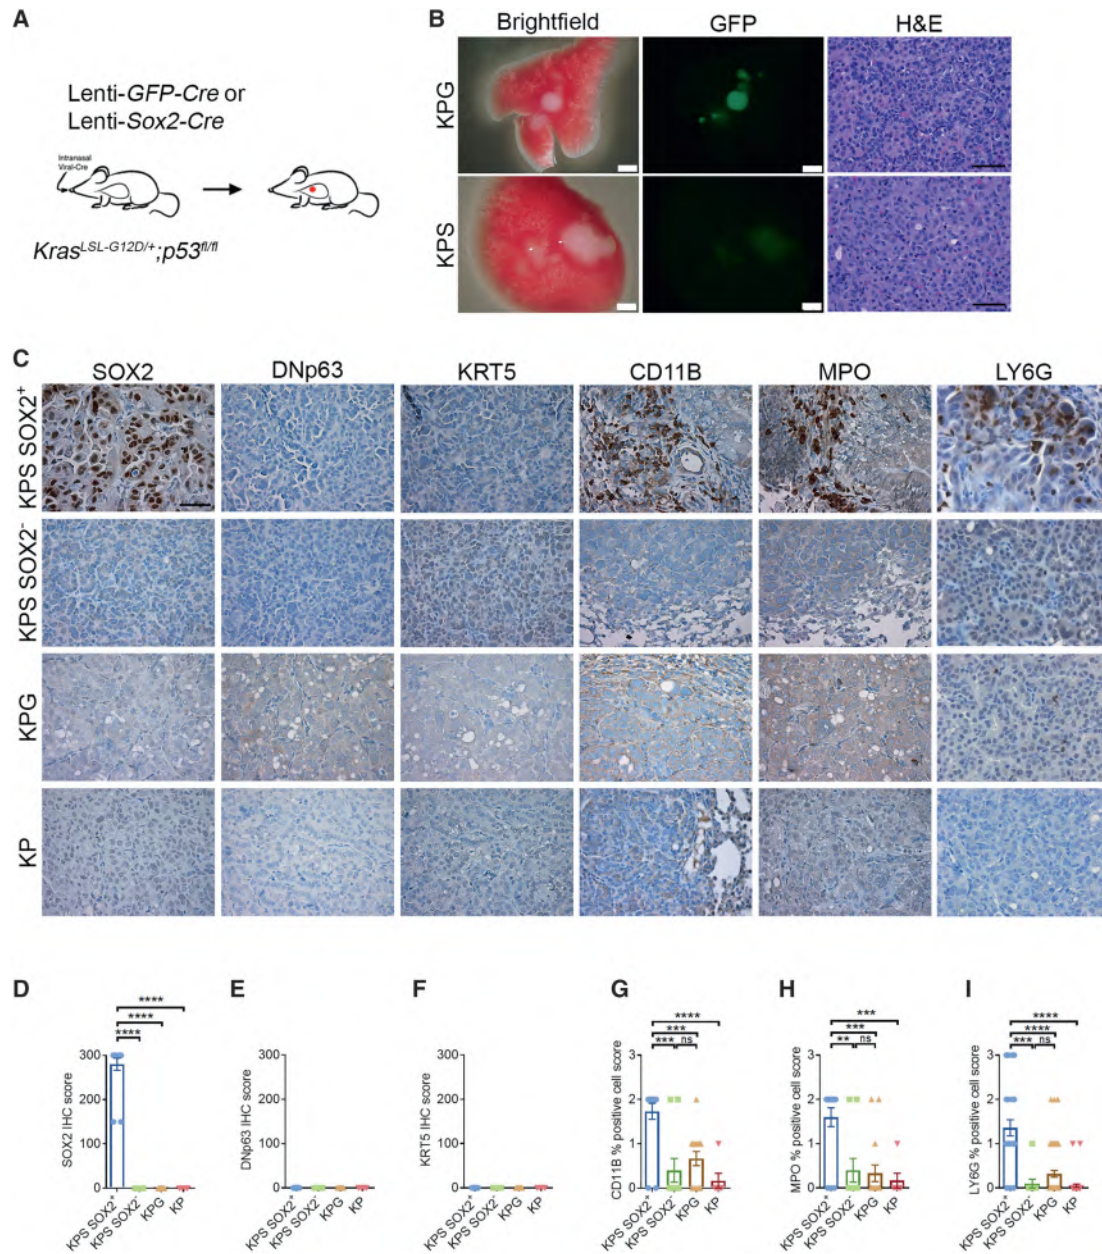 A
Lenti-GFP-Cre or
Lenti-Sox2-Cre
Intranasal
Viral-Cre
Kras^LSL-G12D/+;p53^fl/fl
B
Brightfield GFP H&E
KPG
KPS
C
SOX2 DNp63 KRT5 CD11B MPO LY6G
KPS SOX2⁺
KPS SOX2⁻
KPG
KP
D
****
****
****
300
200
100
0
SOX2 IHC score
KPS SOX2⁺ KPS SOX2⁻ KPG KP
E
300
200
100
0
DNp63 IHC score
KPS SOX2⁺ KPS SOX2⁻ KPG KP
F
300
200
100
0
KRT5 IHC score
KPS SOX2⁺ KPS SOX2⁻ KPG KP
G
****
***
*** ns
3
2
1
0
CD11B % positive cell score
KPS SOX2⁺ KPS SOX2⁻ KPG KP
H
***
***
** ns
3
2
1
0
MPO % positive cell score
KPS SOX2⁺ KPS SOX2⁻ KPG KP
I
****
****
*** ns
3
2
1
0
LY6G % positive cell score
KPS SOX2⁺ KPS SOX2⁻ KPG KP